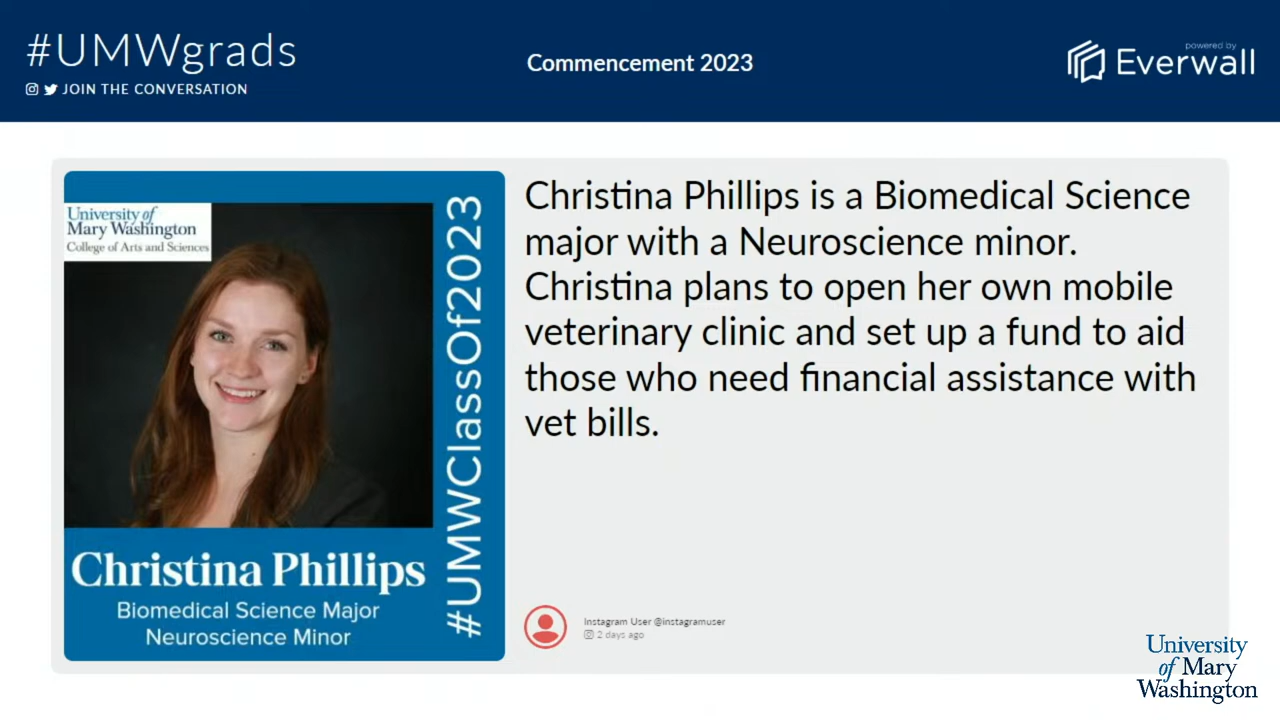 #UMWgrads
JOIN THE CONVERSATION
Commencement 2023
powered by
Everwall
University of
Mary Washington
College of Arts and Sciences
#UMWClassOf2023
Christina Phillips
Biomedical Science Major
Neuroscience Minor
Christina Phillips is a Biomedical Science
major with a Neuroscience minor.
Christina plans to open her own mobile
veterinary clinic and set up a fund to aid
those who need financial assistance with
vet bills.
Instagram User @instagramuser
2 days ago
University
of Mary
Washington